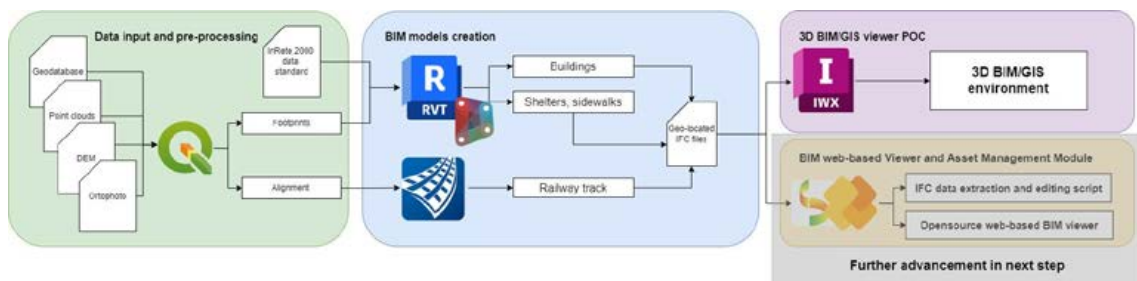 Data input and pre-processing
Geodatabase
Point clouds
DEM
Ortophoto
InRete.2000
data
standard
Footprints
Alignment
BIM models creation
R
RVT
Buildings
Shelters, sidewalks
Railway track
Geo-located
IFC files
3D BIM/GIS viewer POC
I
IWX
3D BIM/GIS
environment
BIM web-based Viewer and Asset Management Module
IFC data extraction and editing script
Opensource web-based BIM viewer
Further advancement in next step